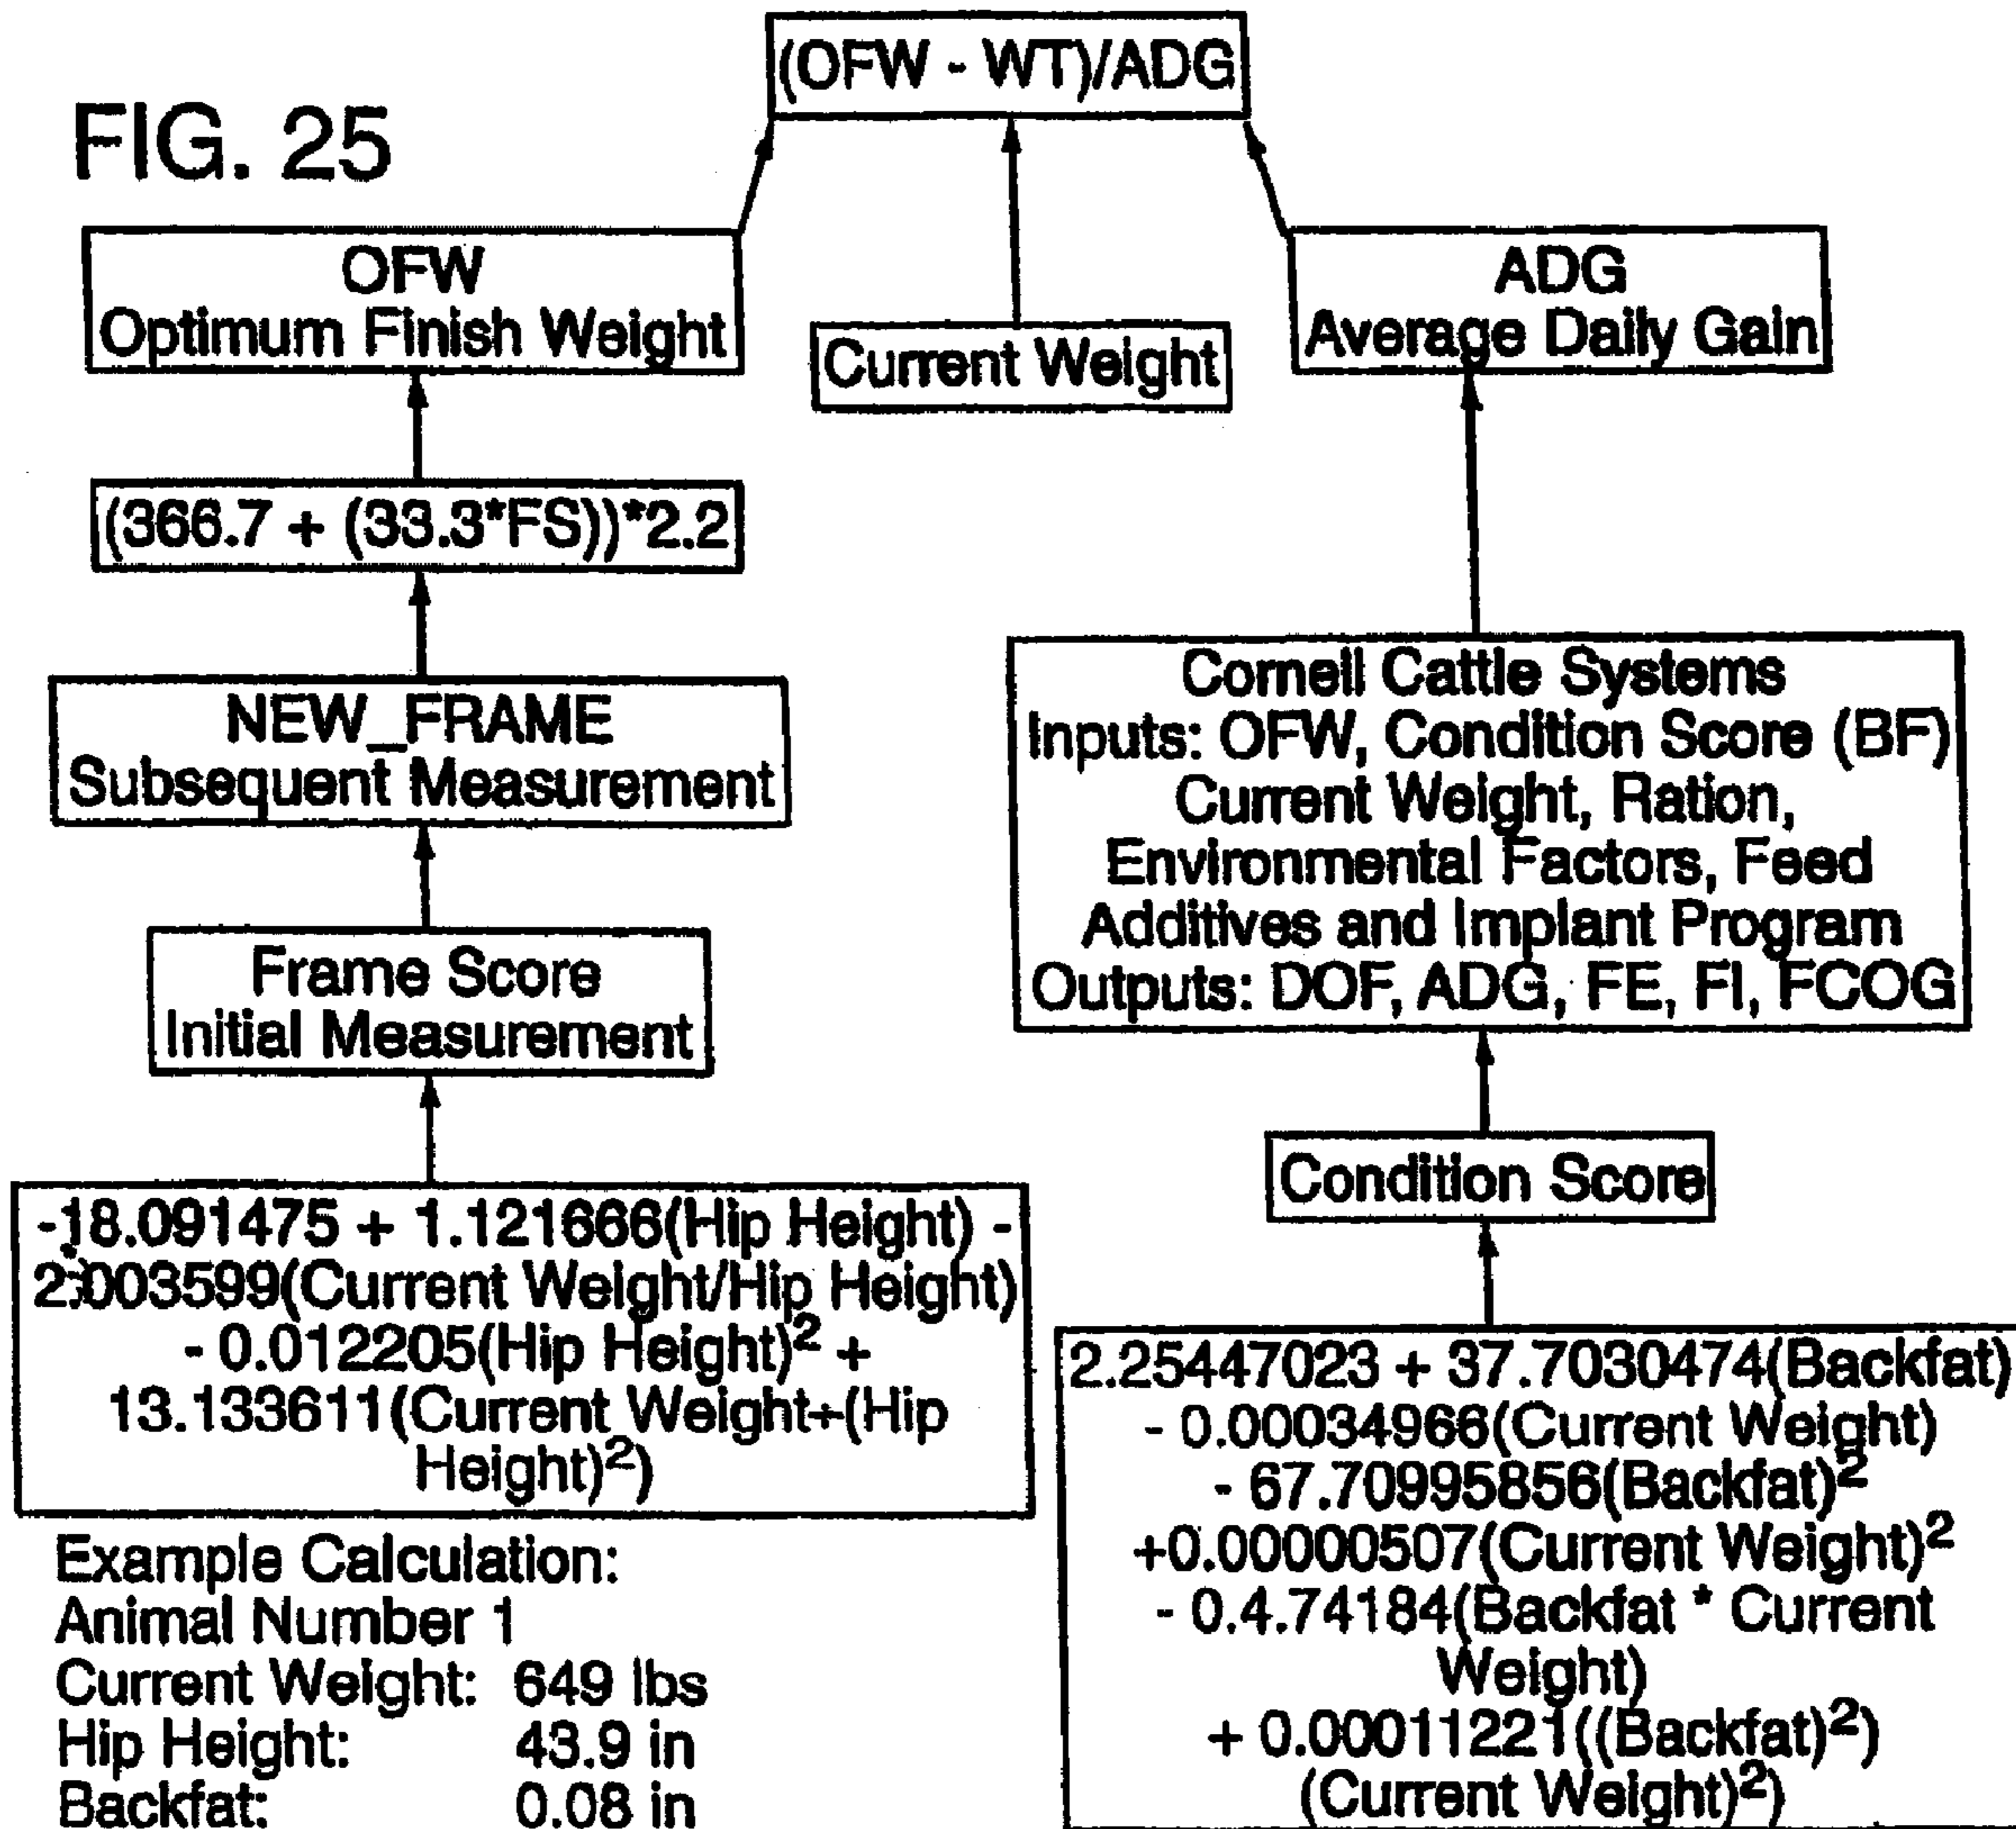 FIG. 25
(OFW - WT)/ADG
OFW
Optimum Finish Weight
Current Weight
ADG
Average Daily Gain
(366.7 + (33.3*FS))*2.2
NEW_FRAME
Subsequent Measurement
Frame Score
Initial Measurement
-18.091475 + 1.121666(Hip Height) -
2.003599(Current Weight/Hip Height)
- 0.012205(Hip Height)² +
13.133611(Current Weight÷(Hip
Height)²)
Cornell Cattle Systems
Inputs: OFW, Condition Score (BF)
Current Weight, Ration,
Environmental Factors, Feed
Additives and Implant Program
Outputs: DOF, ADG, FE, FI, FCOG
Condition Score
2.25447023 + 37.7030474(Backfat)
- 0.00034966(Current Weight)
- 67.70995856(Backfat)²
+0.00000507(Current Weight)²
- 0.4.74184(Backfat * Current
Weight)
+ 0.00011221((Backfat)²)
(Current Weight)²)
Example Calculation:
Animal Number 1
Current Weight: 649 lbs
Hip Height: 43.9 in
Backfat: 0.08 in